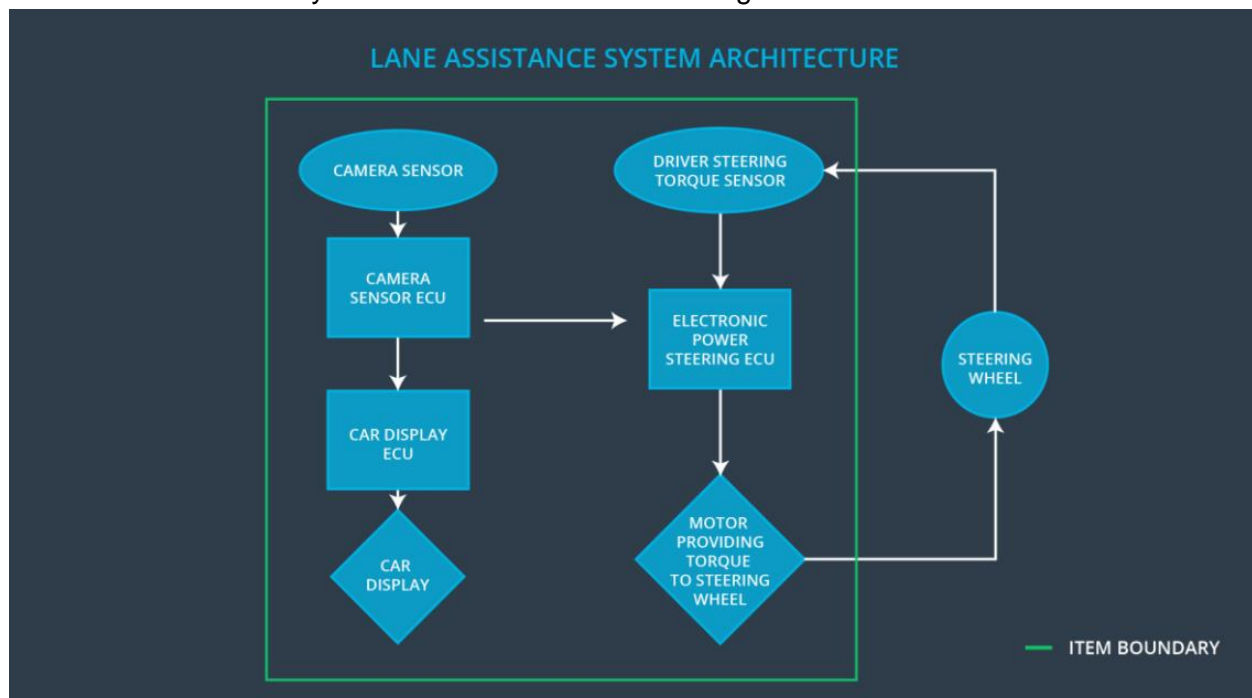 LANE ASSISTANCE SYSTEM ARCHITECTURE
CAMERA SENSOR
CAMERA
SENSOR ECU
CAR DISPLAY
ECU
CAR
DISPLAY
DRIVER STEERING
TORQUE SENSOR
ELECTRONIC
POWER
STEERING ECU
MOTOR
PROVIDING
TORQUE
TO STEERING
WHEEL
STEERING
WHEEL
ITEM BOUNDARY